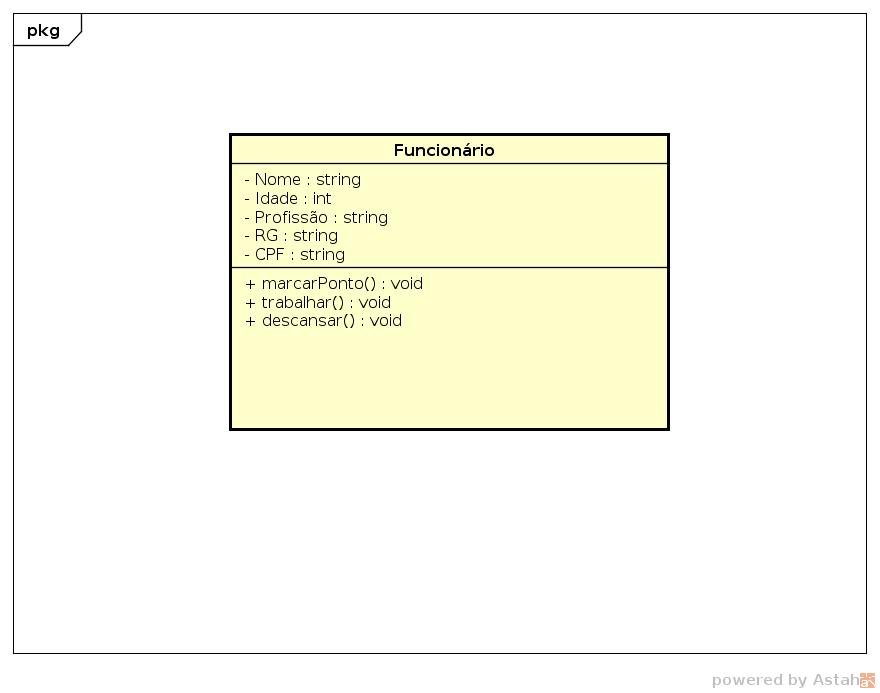 pkg
Funcionário
- Nome : string
- Idade : int
- Profissão : string
- RG : string
- CPF : string
+ marcarPonto() : void
+ trabalhar() : void
+ descansar() : void
powered by Astah